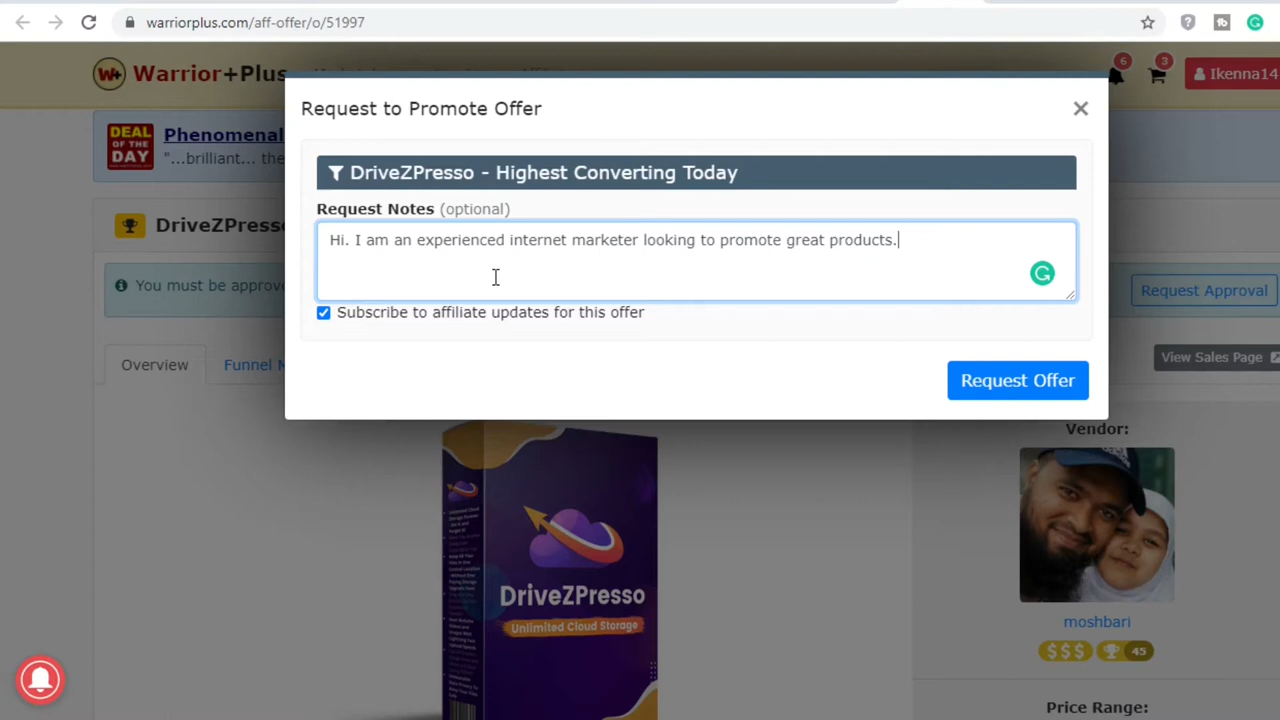 warriorplus.com/aff-offer/o/51997
W+ Warrior+Plus
6
3
Ikenna14
Request to Promote Offer
DEAL OF THE DAY
Phenomenal
"...brilliant... the
DriveZPresso - Highest Converting Today
Request Notes (optional)
DriveZPresso
Hi. I am an experienced internet marketer looking to promote great products.
You must be approve
Request Approval
Subscribe to affiliate updates for this offer
Overview
Funnel
View Sales Page
Request Offer
Vendor:
DriveZPresso
Unlimited Cloud Storage
moshbari
$$$
45
Price Range: